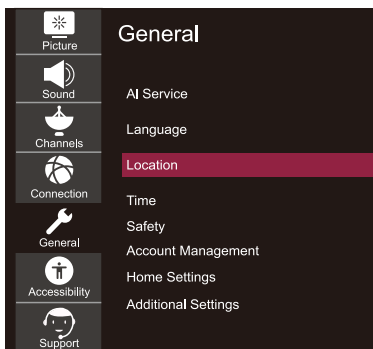 Picture
Sound
Channels
Connection
General
Accessibility
Support
General
AI Service
Language
Location
Time
Safety
Account Management
Home Settings
Additional Settings